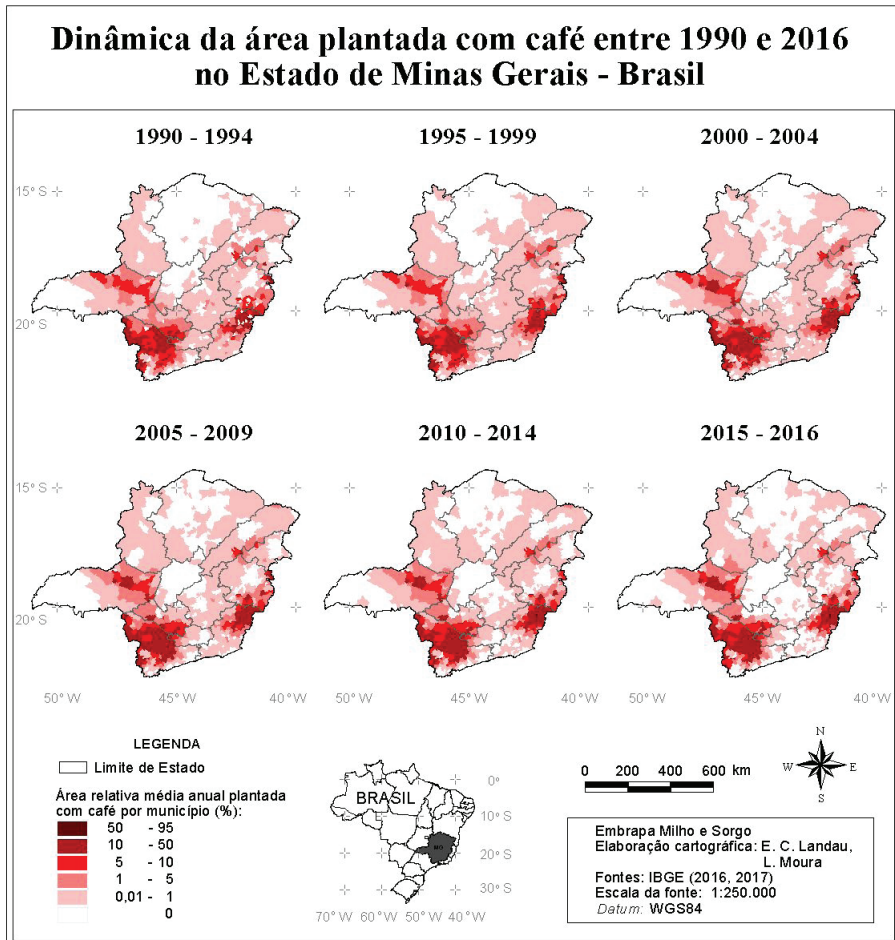 Dinâmica da área plantada com café entre 1990 e 2016
no Estado de Minas Gerais - Brasil
1990 - 1994
1995 - 1999
2000 - 2004
15° S
20° S
2005 - 2009
2010 - 2014
2015 - 2016
15° S
20° S
50° W 45° W 40° W 50° W 45° W 40° W 50° W 45° W 40° W
LEGENDA
Limite de Estado
Área relativa média anual plantada
com café por município (%):
50 - 95
10 - 50
5 - 10
1 - 5
0,01 - 1
0
BRASIL
MG
0°
10° S
20° S
30° S
70° W 60° W 50° W 40° W
0 200 400 600 km
N
W E
S
Embrapa Milho e Sorgo
Elaboração cartográfica: E. C. Landau,
L. Moura
Fontes: IBGE (2016, 2017)
Escala da fonte: 1:250.000
Datum: WGS84